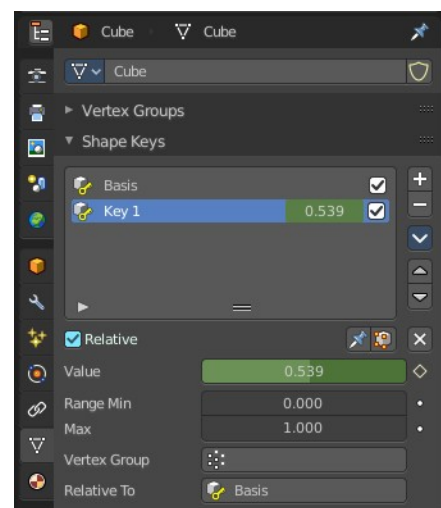 Cube Cube
Cube
Vertex Groups
Shape Keys
Basis
Key 1 0.539
Relative
Value 0.539
Range Min 0.000
Max 1.000
Vertex Group
Relative To Basis